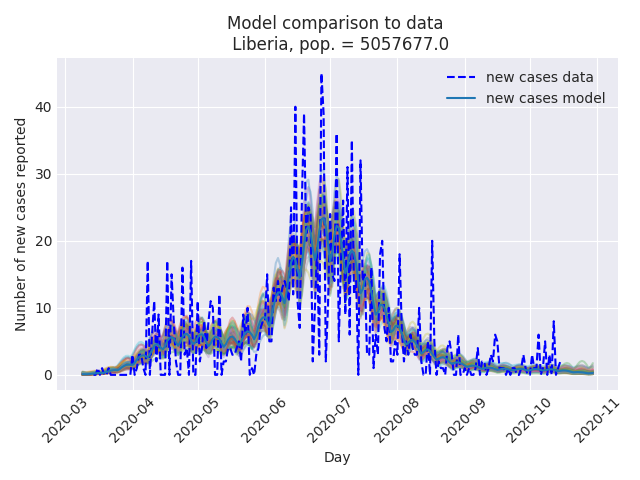 Model comparison to data
Liberia, pop. = 5057677.0
new cases data
new cases model
Number of new cases reported
40
30
20
10
0
2020-03
2020-04
2020-05
2020-06
2020-07
2020-08
2020-09
2020-10
2020-11
Day